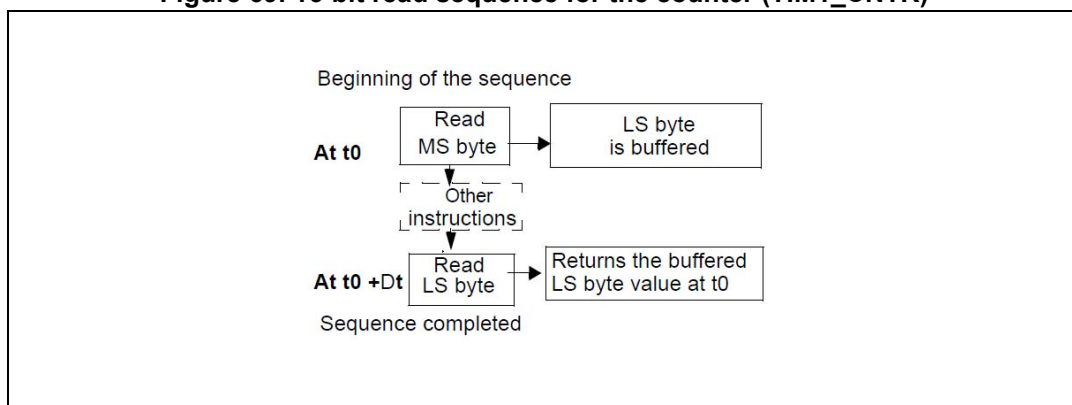 Beginning of the sequence
At t0
Read
MS byte
LS byte
is buffered
Other
instructions
At t0 +Dt
Read
LS byte
Returns the buffered
LS byte value at t0
Sequence completed